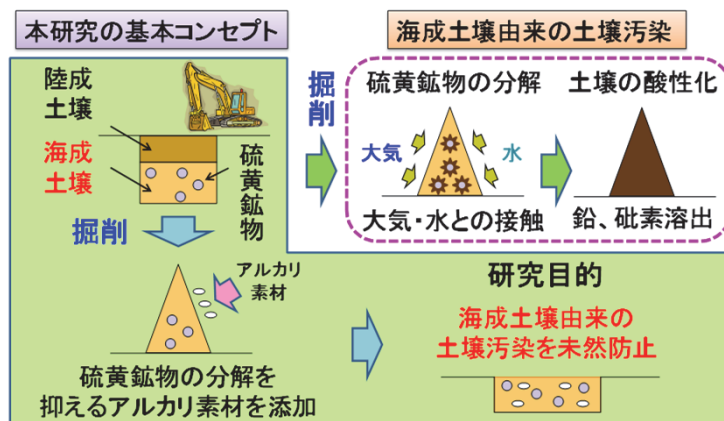 本研究の基本コンセプト
海成土壌由来の土壌汚染
陸成
土壌
海成
土壌
硫黄鉱物
掘削
掘削
硫黄鉱物の分解
大気
水
大気・水との接触
土壌の酸性化
鉛、砒素溶出
アルカリ
素材
硫黄鉱物の分解を
抑えるアルカリ素材を添加
研究目的
海成土壌由来の
土壌汚染を未然防止